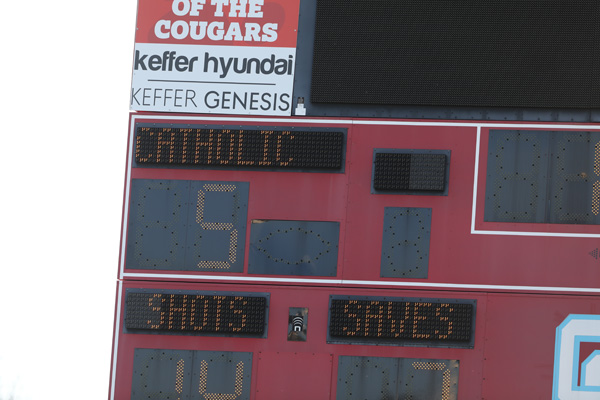 OF THE
COUGARS
keffer hyundai
KEFFER GENESIS
CATHOLIC
5
SHOTS SAVES
14 7